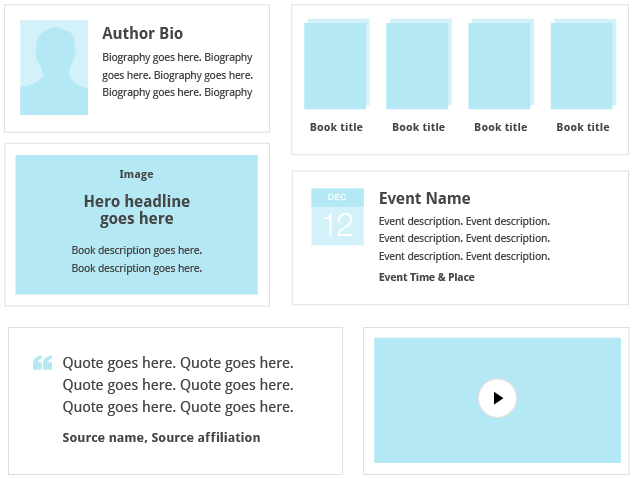 Author Bio
Biography goes here. Biography
goes here. Biography goes here.
Biography goes here. Biography
Book title
Book title
Book title
Book title
Image
Hero headline
goes here
Book description goes here.
Book description goes here.
DEC
12
Event Name
Event description. Event description.
Event description. Event description.
Event description. Event description.
Event Time & Place
“
Quote goes here. Quote goes here.
Quote goes here. Quote goes here.
Quote goes here. Quote goes here.
Source name, Source affiliation